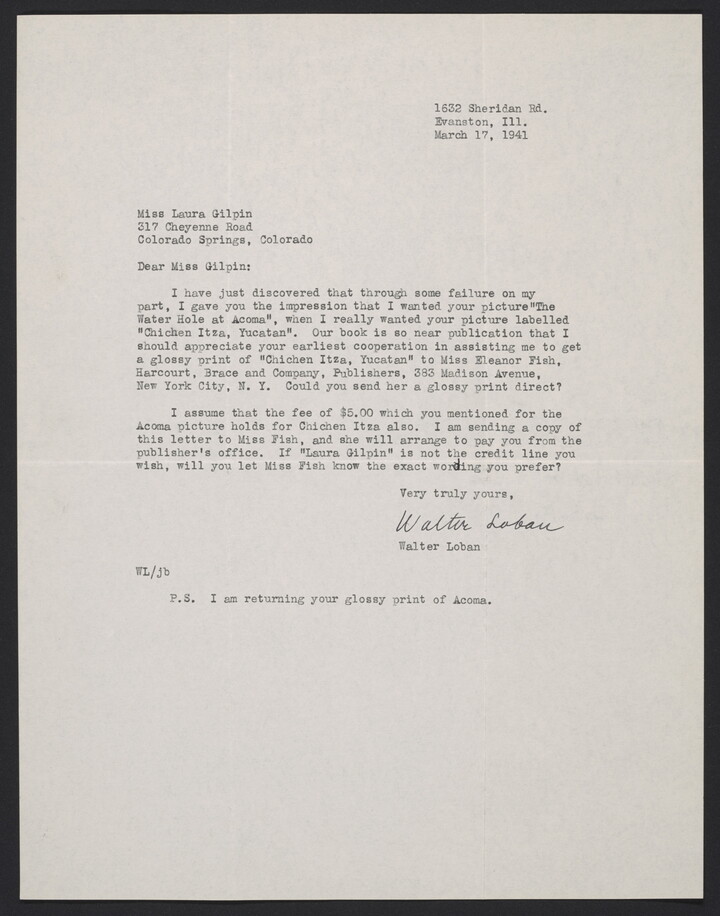 1632 Sheridan Rd.
Evanston, Ill.
March 17, 1941
Miss Laura Gilpin
317 Cheyenne Road
Colorado Springs, Colorado
Dear Miss Gilpin:
I have just discovered that through some failure on my
part, I gave you the impression that I wanted your picture"The
Water Hole at Acoma", when I really wanted your picture labelled
"Chichen Itza, Yucatan". Our book is so near publication that I
should appreciate your earliest cooperation in assisting me to get
a glossy print of "Chichen Itza, Yucatan" to Miss Eleanor Fish,
Harcourt, Brace and Company, Publishers, 383 Madison Avenue,
New York City, N. Y. Could you send her a glossy print direct?
I assume that the fee of $5.00 which you mentioned for the
Acoma picture holds for Chichen Itza also. I am sending a copy of
this letter to Miss Fish, and she will arrange to pay you from the
publisher's office. If "Laura Gilpin" is not the credit line you
wish, will you let Miss Fish know the exact wording you prefer?
Very truly yours,
Walter Loban
Walter Loban
WL/jb
P.S. I am returning your glossy print of Acoma.